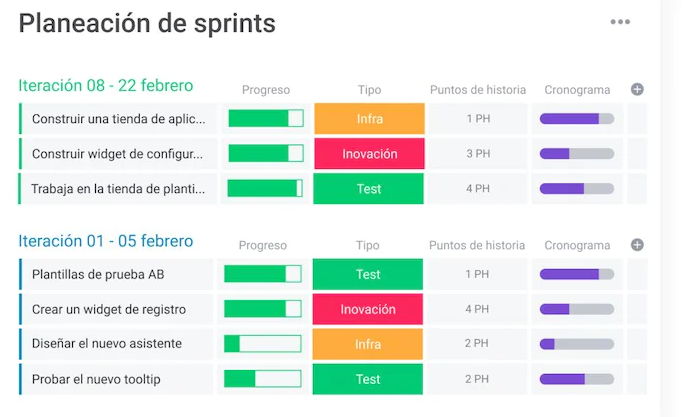 Planeación de sprints
Iteración 08 - 22 febrero Progreso Tipo Puntos de historia Cronograma
Construir una tienda de aplic... Infra 1 PH
Construir widget de configur... Inovación 3 PH
Trabaja en la tienda de planti... Test 4 PH
Iteración 01 - 05 febrero Progreso Tipo Puntos de historia Cronograma
Plantillas de prueba AB Test 1 PH
Crear un widget de registro Inovación 4 PH
Diseñar el nuevo asistente Infra 2 PH
Probar el nuevo tooltip Test 2 PH